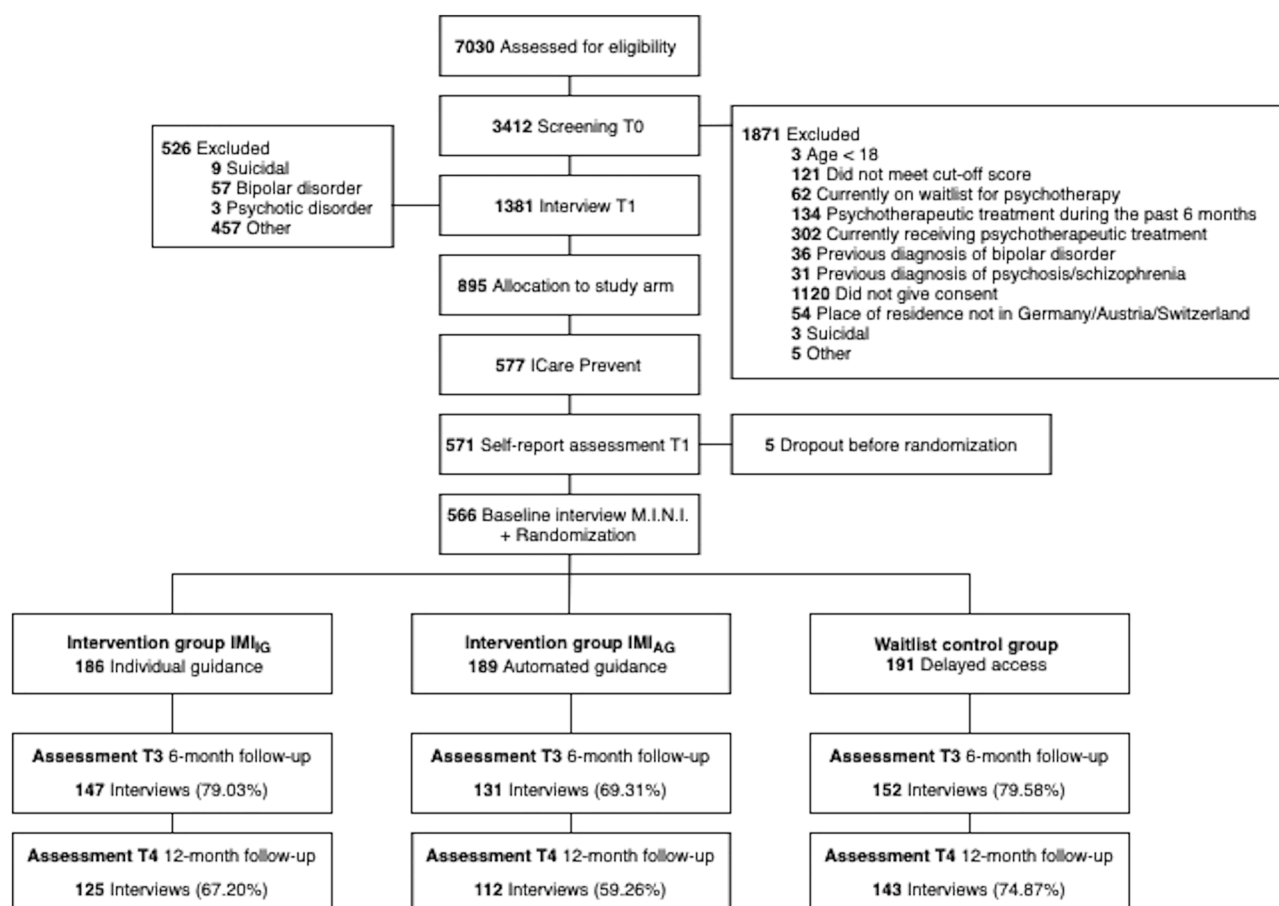 7030 Assessed for eligibility
3412 Screening T0
526 Excluded
9 Suicidal
57 Bipolar disorder
3 Psychotic disorder
457 Other
1871 Excluded
3 Age < 18
121 Did not meet cut-off score
62 Currently on waitlist for psychotherapy
134 Psychotherapeutic treatment during the past 6 months
302 Currently receiving psychotherapeutic treatment
36 Previous diagnosis of bipolar disorder
31 Previous diagnosis of psychosis/schizophrenia
1120 Did not give consent
54 Place of residence not in Germany/Austria/Switzerland
3 Suicidal
5 Other
1381 Interview T1
895 Allocation to study arm
577 ICare Prevent
571 Self-report assessment T1
5 Dropout before randomization
566 Baseline interview M.I.N.I.
+ Randomization
Intervention group IMIIG
186 Individual guidance
Intervention group IMIAG
189 Automated guidance
Waitlist control group
191 Delayed access
Assessment T3 6-month follow-up
147 Interviews (79.03%)
Assessment T3 6-month follow-up
131 Interviews (69.31%)
Assessment T3 6-month follow-up
152 Interviews (79.58%)
Assessment T4 12-month follow-up
125 Interviews (67.20%)
Assessment T4 12-month follow-up
112 Interviews (59.26%)
Assessment T4 12-month follow-up
143 Interviews (74.87%)